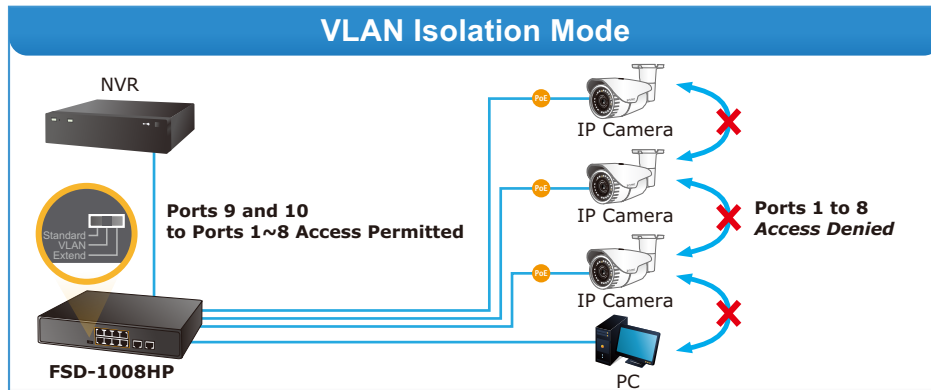 VLAN Isolation Mode
NVR
PoE
IP Camera
PoE
IP Camera
Ports 9 and 10
to Ports 1~8 Access Permitted
Ports 1 to 8
Access Denied
Standard
VLAN
Extend
PoE
IP Camera
FSD-1008HP
PC